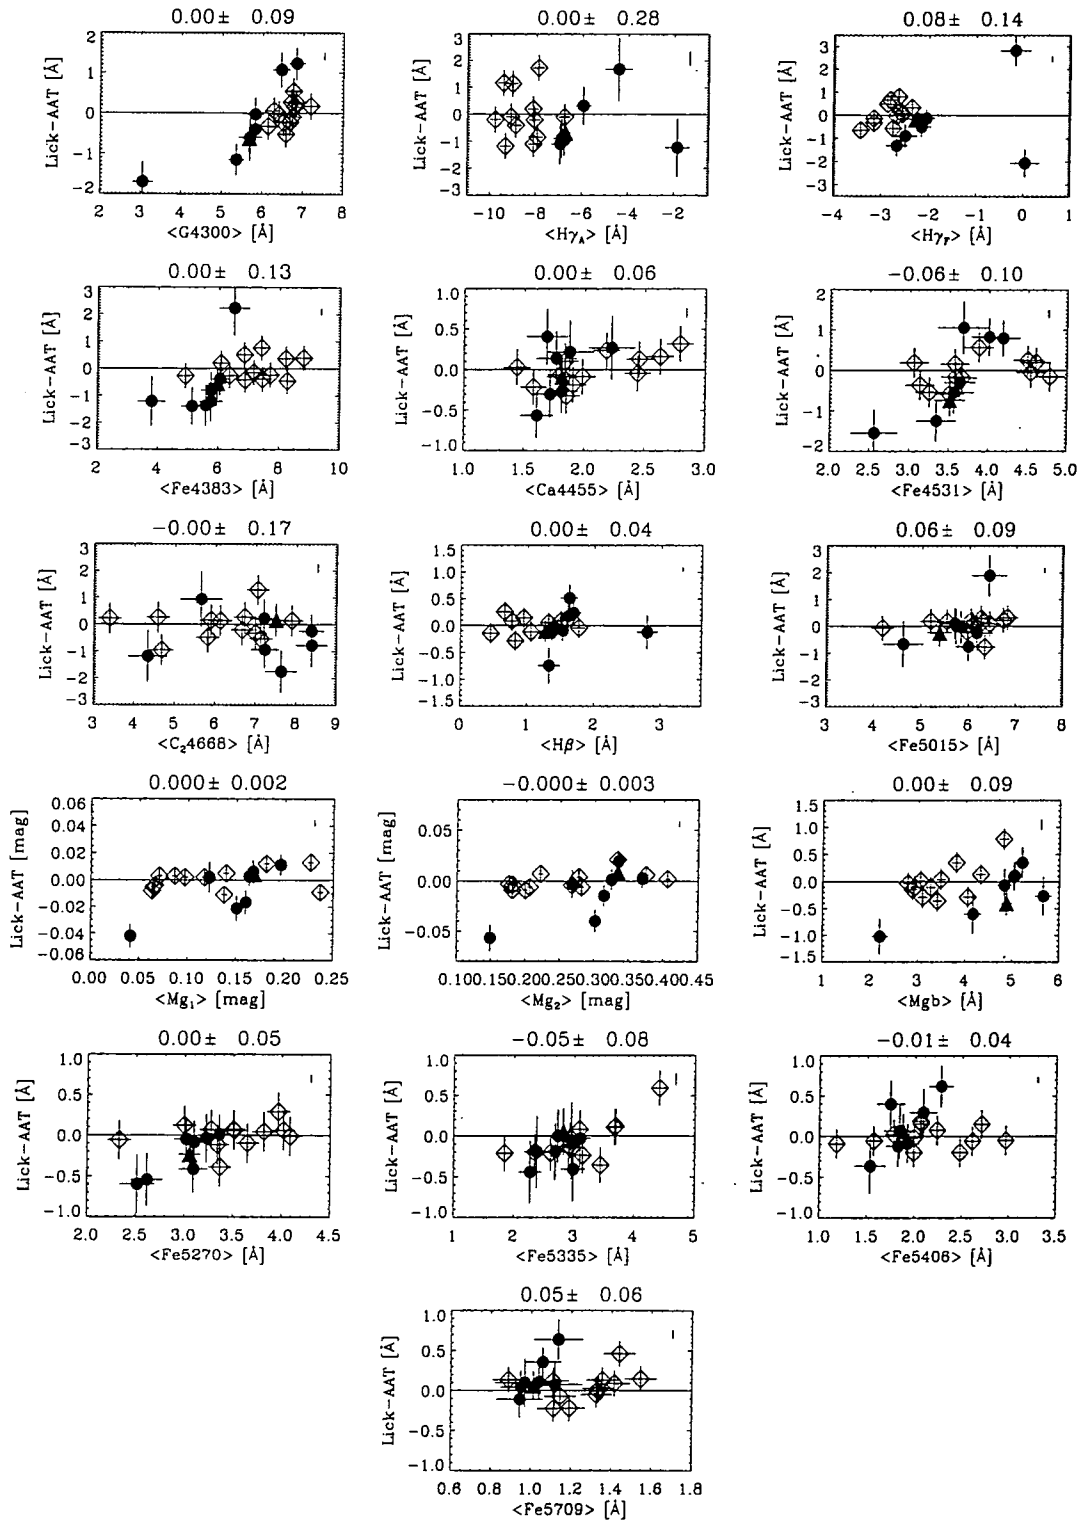 0.00± 0.09
Lick−AAT [Å]
2
1
0
−1
−2
2 3 4 5 6 7 8
<G4300> [Å]
0.00± 0.28
Lick−AAT [Å]
3
2
1
0
−1
−2
−3
−10 −8 −6 −4 −2
<Hγ_A> [Å]
0.08± 0.14
Lick−AAT [Å]
3
2
1
0
−1
−2
−3
−4 −3 −2 −1 0 1
<Hγ_F> [Å]
0.00± 0.13
Lick−AAT [Å]
3
2
1
0
−1
−2
−3
2 4 6 8 10
<Fe4383> [Å]
0.00± 0.06
Lick−AAT [Å]
1.0
0.5
0.0
−0.5
−1.0
1.0 1.5 2.0 2.5 3.0
<Ca4455> [Å]
−0.06± 0.10
Lick−AAT [Å]
2
1
0
−1
−2
2.0 2.5 3.0 3.5 4.0 4.5 5.0
<Fe4531> [Å]
−0.00± 0.17
Lick−AAT [Å]
3
2
1
0
−1
−2
−3
3 4 5 6 7 8 9
<C₂4668> [Å]
0.00± 0.04
Lick−AAT [Å]
1.5
1.0
0.5
0.0
−0.5
−1.0
−1.5
0 1 2 3
<Hβ> [Å]
0.06± 0.09
Lick−AAT [Å]
3
2
1
0
−1
−2
−3
3 4 5 6 7 8
<Fe5015> [Å]
0.000± 0.002
Lick−AAT [mag]
0.06
0.04
0.02
0.00
−0.02
−0.04
−0.06
0.00 0.05 0.10 0.15 0.20 0.25
<Mg₁> [mag]
−0.000± 0.003
Lick−AAT [mag]
0.05
0.00
−0.05
0.100.150.200.250.300.350.400.45
<Mg₂> [mag]
0.00± 0.09
Lick−AAT [Å]
1.5
1.0
0.5
0.0
−0.5
−1.0
−1.5
1 2 3 4 5 6
<Mgb> [Å]
0.00± 0.05
Lick−AAT [Å]
1.0
0.5
0.0
−0.5
−1.0
2.0 2.5 3.0 3.5 4.0 4.5
<Fe5270> [Å]
−0.05± 0.08
Lick−AAT [Å]
1.0
0.5
0.0
−0.5
−1.0
1 2 3 4 5
<Fe5335> [Å]
−0.01± 0.04
Lick−AAT [Å]
1.0
0.5
0.0
−0.5
−1.0
1.0 1.5 2.0 2.5 3.0 3.5
<Fe5406> [Å]
0.05± 0.06
Lick−AAT [Å]
1.0
0.5
0.0
−0.5
−1.0
0.6 0.8 1.0 1.2 1.4 1.6 1.8
<Fe5709> [Å]